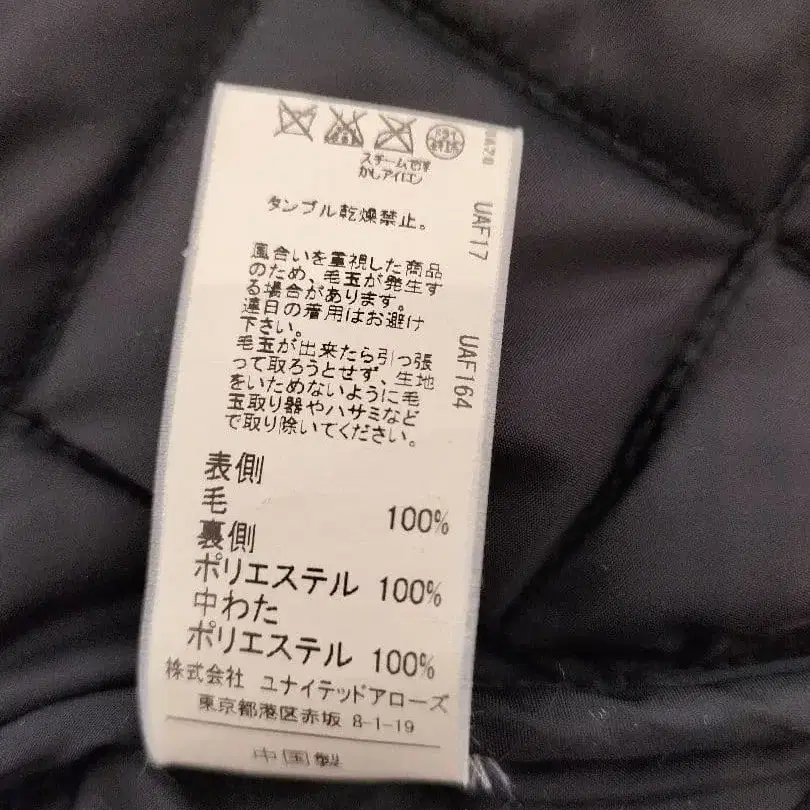 スチームです
かしアイロン
タンブル乾燥禁止。
風合いを重視した商品
のため、毛玉が発生す
る場合があります。
連日の着用はお避け
下さい。
毛玉が出来たら引っ張
って取ろうとせず、生地
をいためないように毛
玉取り器やハサミなど
で取り除いてください。
表側
毛 100%
裏側
ポリエステル 100%
中わた
ポリエステル 100%
株式会社 ユナイテッドアローズ
東京都港区赤坂 8-1-19
中国製
UAF17
UAF164